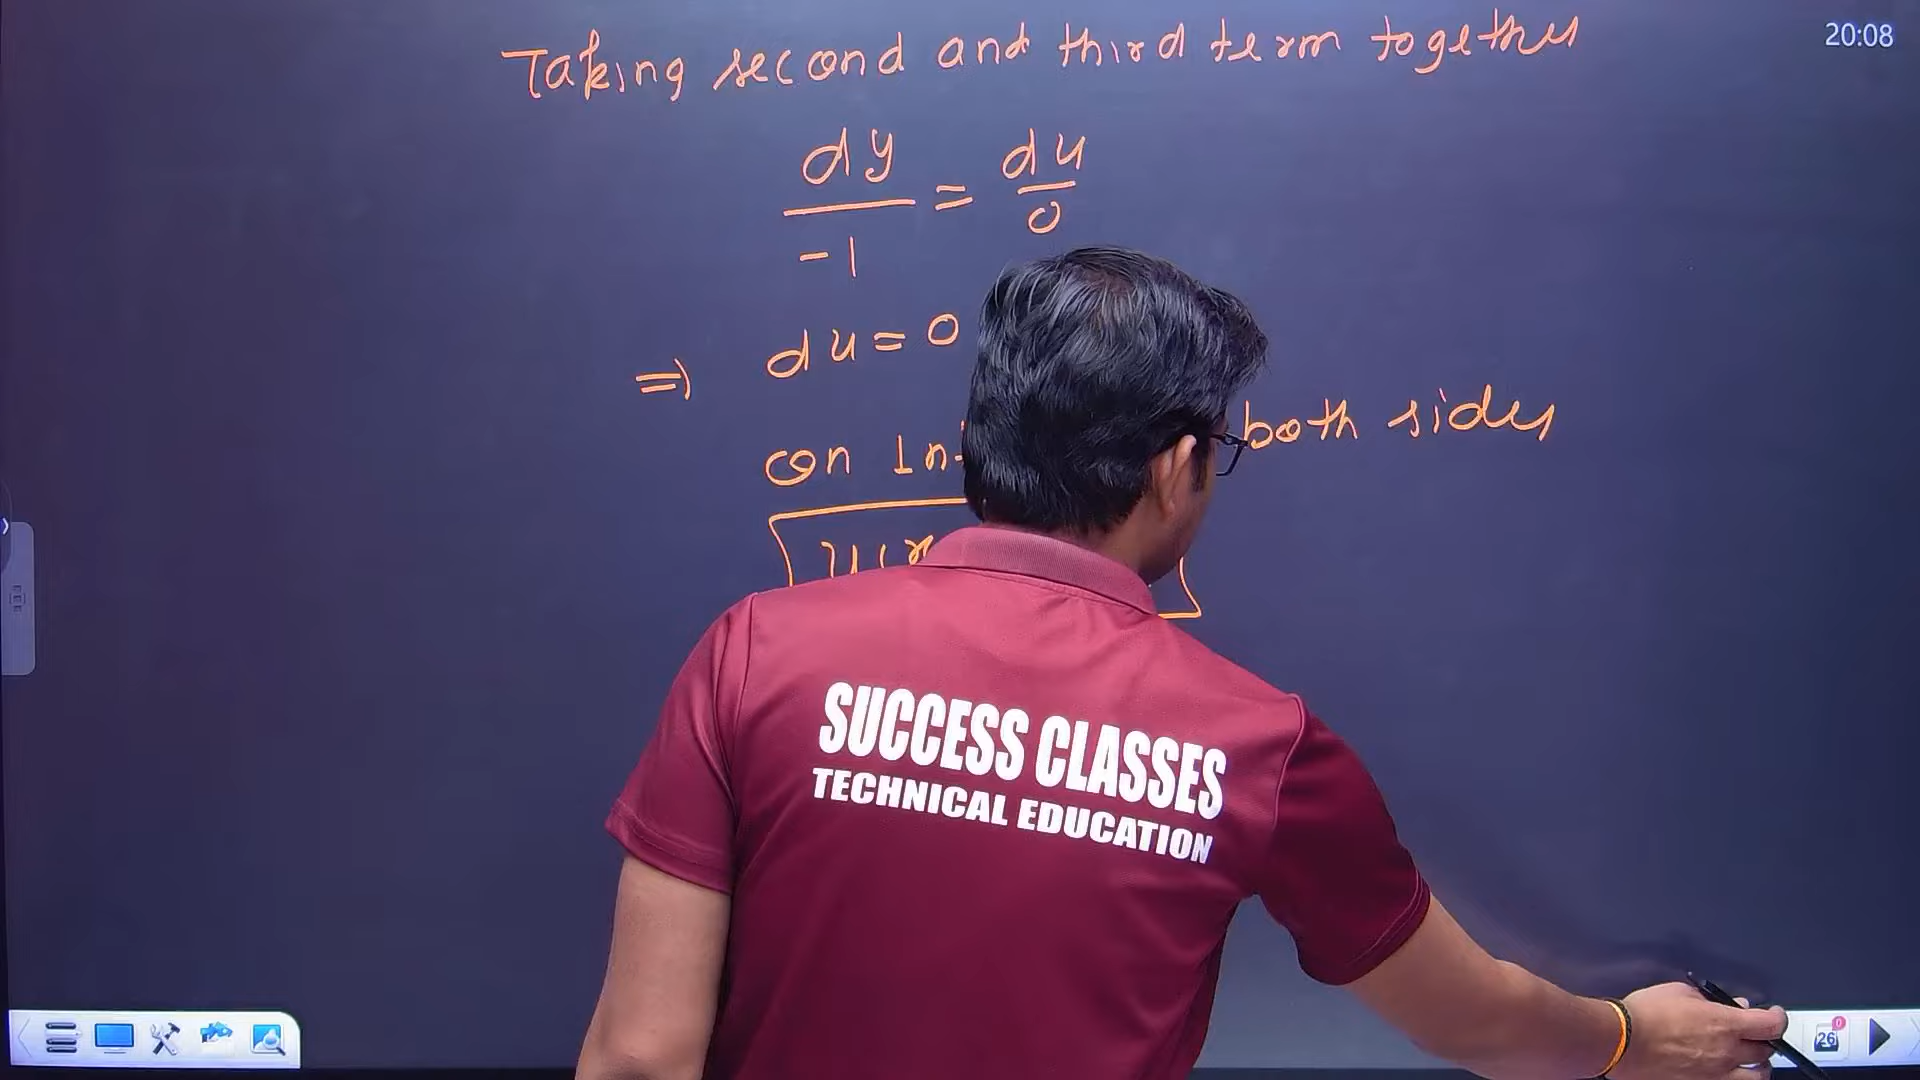 20:08
Taking second and third term together
dy/-1 = du/0
=) du = 0
on both sides
SUCCESS CLASSES
TECHNICAL EDUCATION
26
0